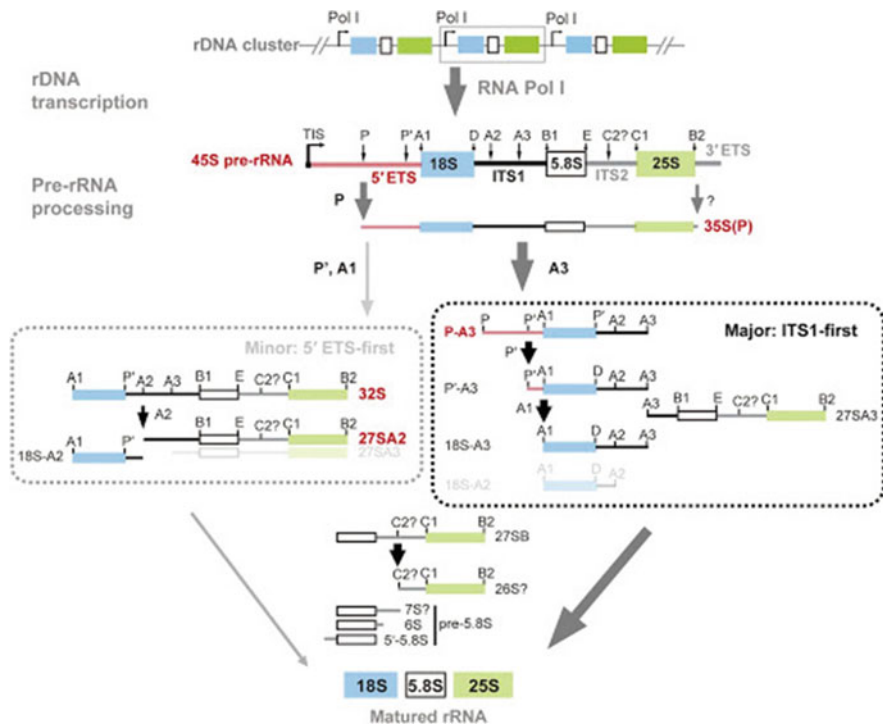 Pol I Pol I Pol I
rDNA cluster
rDNA
transcription
RNA Pol I
TIS P P' A1 D A2 A3 B1 E C2? C1 B2
45S pre-rRNA 18S 5.8S 25S 3' ETS
5' ETS ITS1 ITS2
Pre-rRNA
processing
P ?
35S(P)
P', A1 A3
Minor: 5' ETS-first
A1 P' A2 A3 B1 E C2? C1 B2
32S
A2
A1 P' B1 E C2? C1 B2
27SA2
18S-A2 27SA3
Major: ITS1-first
P P' A1 P' A2 A3
P-A3
P'
P' A1 D A2 A3
P'-A3
A1
A3 B1 E C2? C1 B2
27SA3
A1 D A2 A3
18S-A3
A1 D A2
18S-A2
C2? C1 B2
27SB
C2? C1 B2
26S?
7S?
6S pre-5.8S
5'-5.8S
18S 5.8S 25S
Matured rRNA